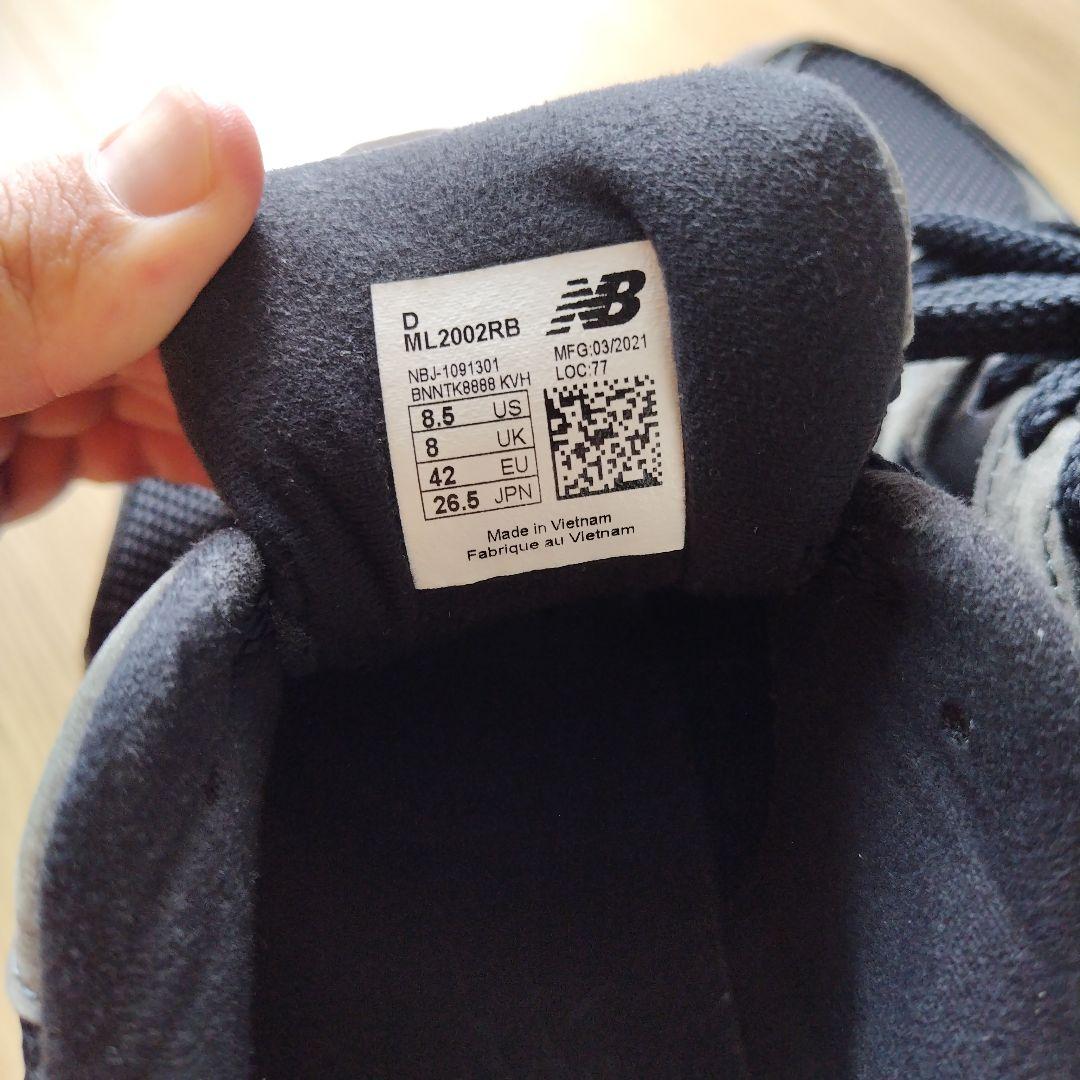 D
ML2002RB
NB
NBJ-1091301
BNNTK8888 KVH
MFG:03/2021
LOC:77
8.5 US
8 UK
42 EU
26.5 JPN
Made in Vietnam
Fabrique au Vietnam